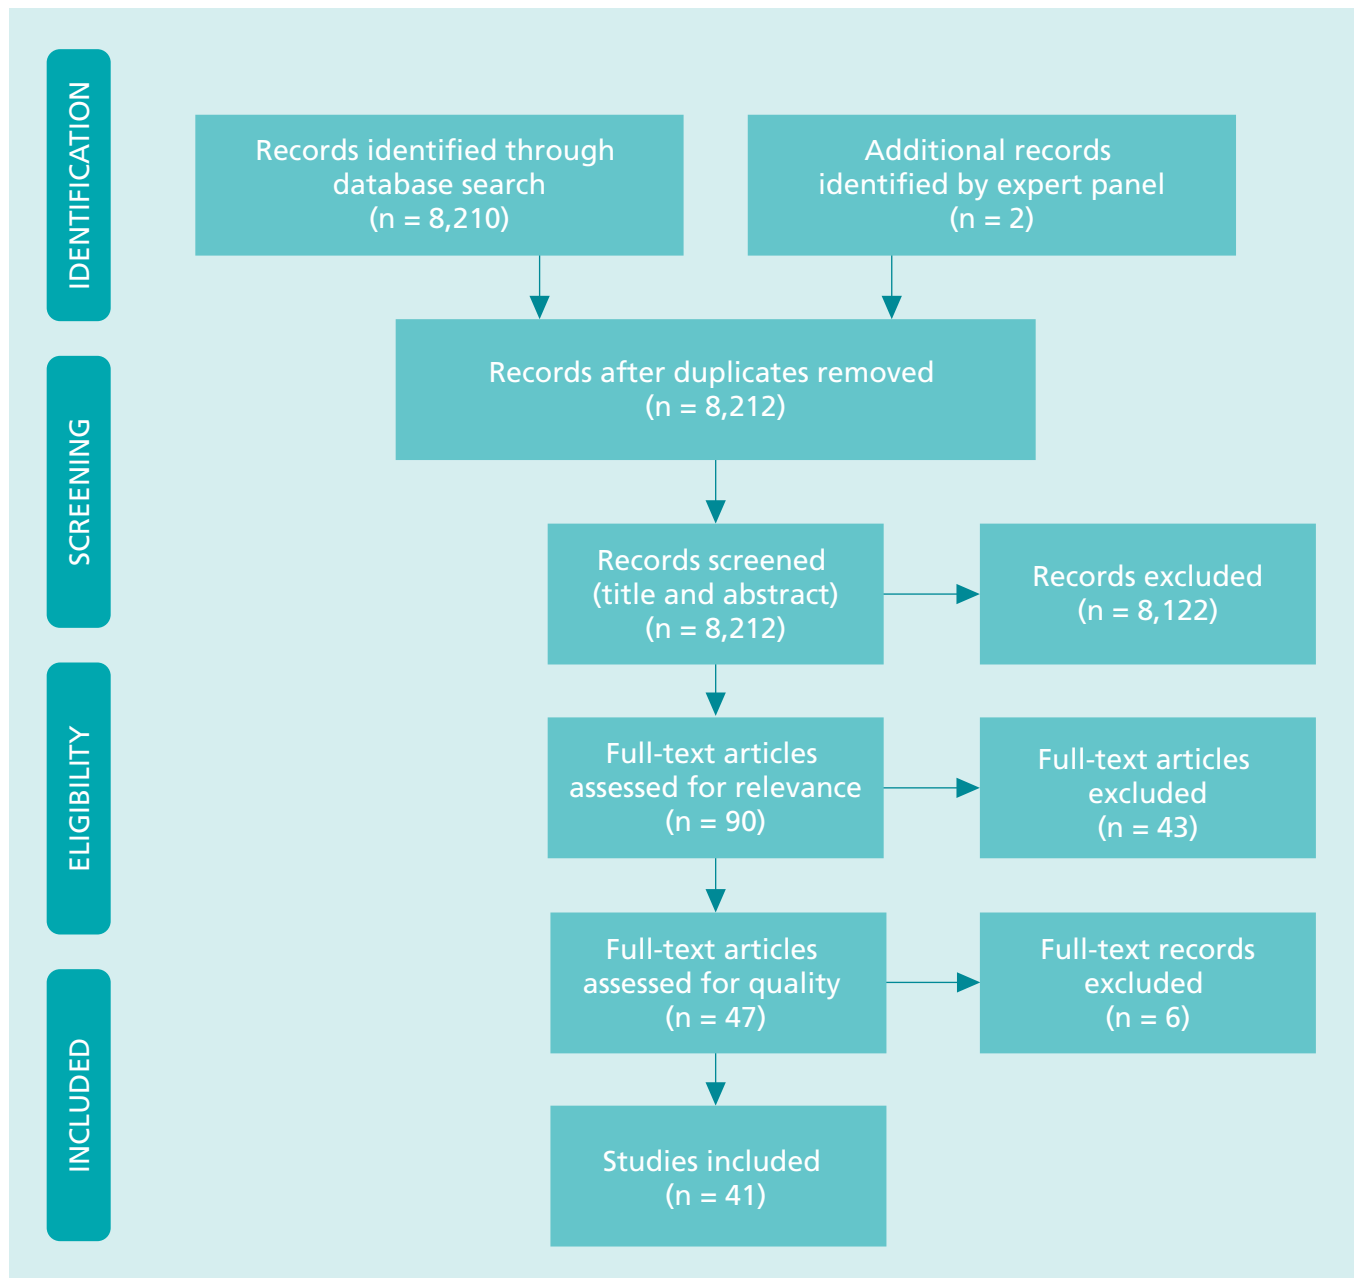 IDENTIFICATION
Records identified through
database search
(n = 8,210)
Additional records
identified by expert panel
(n = 2)
Records after duplicates removed
(n = 8,212)
SCREENING
Records screened
(title and abstract)
(n = 8,212)
Records excluded
(n = 8,122)
ELIGIBILITY
Full-text articles
assessed for relevance
(n = 90)
Full-text articles
excluded
(n = 43)
Full-text articles
assessed for quality
(n = 47)
Full-text records
excluded
(n = 6)
INCLUDED
Studies included
(n = 41)